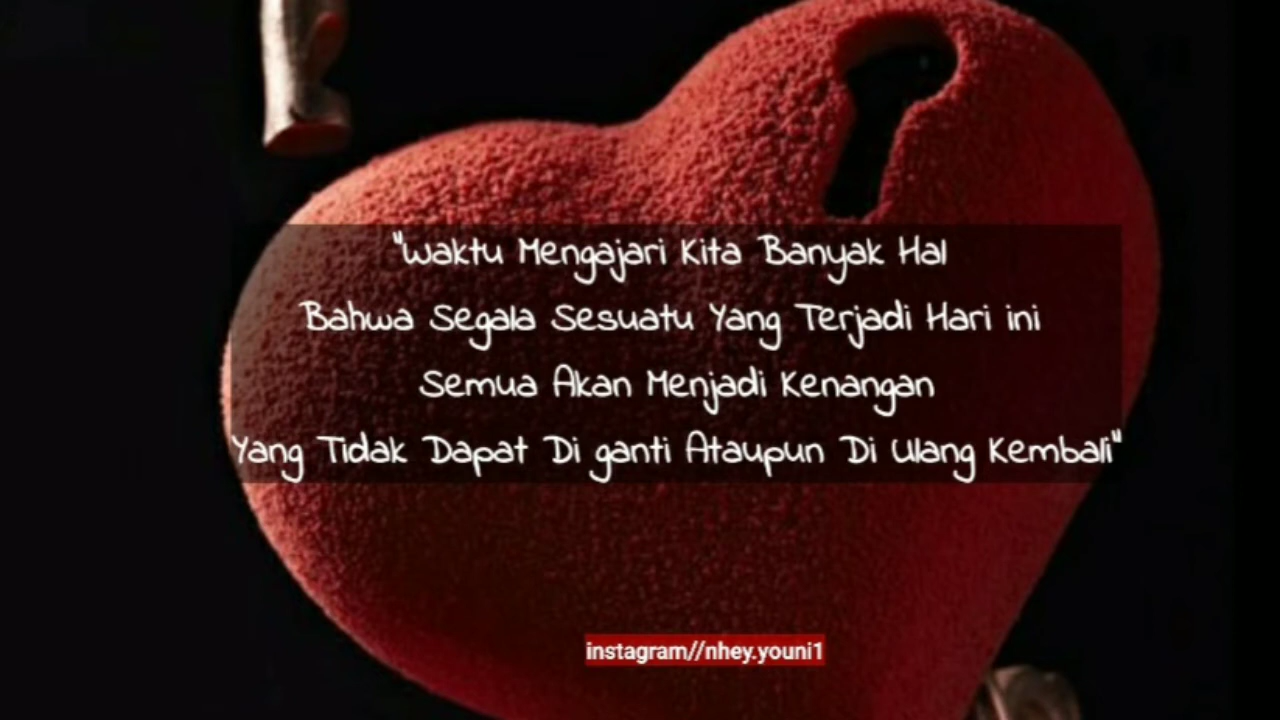 "Waktu Mengajari Kita Banyak Hal
Bahwa Segala Sesuatu Yang Terjadi Hari ini
Semua Akan Menjadi Kenangan
Yang Tidak Dapat Di ganti Ataupun Di Ulang Kembali"
instagram//nhey.youni1